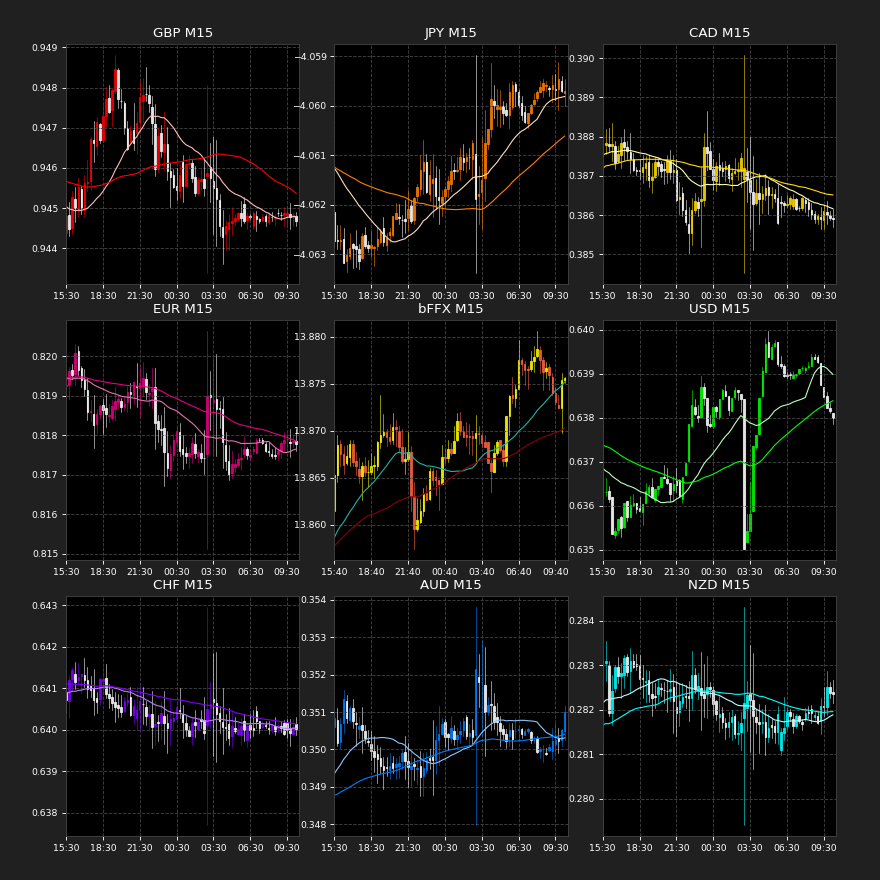 GBP M15
0.949
0.948
0.947
0.946
0.945
0.944
15:30 18:30 21:30 00:30 03:30 06:30 09:30
JPY M15
−4.059
−4.060
−4.061
−4.062
−4.063
15:30 18:30 21:30 00:30 03:30 06:30 09:30
CAD M15
0.390
0.389
0.388
0.387
0.386
0.385
15:30 18:30 21:30 00:30 03:30 06:30 09:30
EUR M15
0.820
0.819
0.818
0.817
0.816
0.815
15:30 18:30 21:30 00:30 03:30 06:30 09:30
bFFX M15
13.880
13.875
13.870
13.865
13.860
15:40 18:40 21:40 00:40 03:40 06:40 09:40
USD M15
0.640
0.639
0.638
0.637
0.636
0.635
15:30 18:30 21:30 00:30 03:30 06:30 09:30
CHF M15
0.643
0.642
0.641
0.640
0.639
0.638
15:30 18:30 21:30 00:30 03:30 06:30 09:30
AUD M15
0.354
0.353
0.352
0.351
0.350
0.349
0.348
15:30 18:30 21:30 00:30 03:30 06:30 09:30
NZD M15
0.284
0.283
0.282
0.281
0.280
15:30 18:30 21:30 00:30 03:30 06:30 09:30